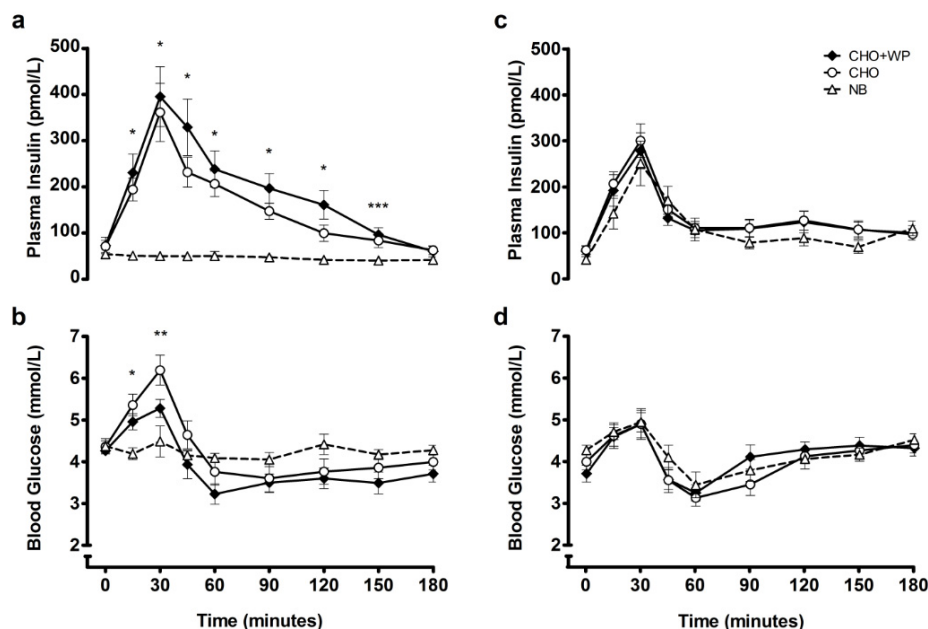 a
Plasma Insulin (pmol/L)
500
400
300
200
100
0
*
*
*
*
*
*
***
c
Plasma Insulin (pmol/L)
500
400
300
200
100
0
CHO+WP
CHO
NB
b
Blood Glucose (mmol/L)
7
6
5
4
3
2
*
**
0 30 60 90 120 150 180
Time (minutes)
d
Blood Glucose (mmol/L)
7
6
5
4
3
2
0 30 60 90 120 150 180
Time (minutes)